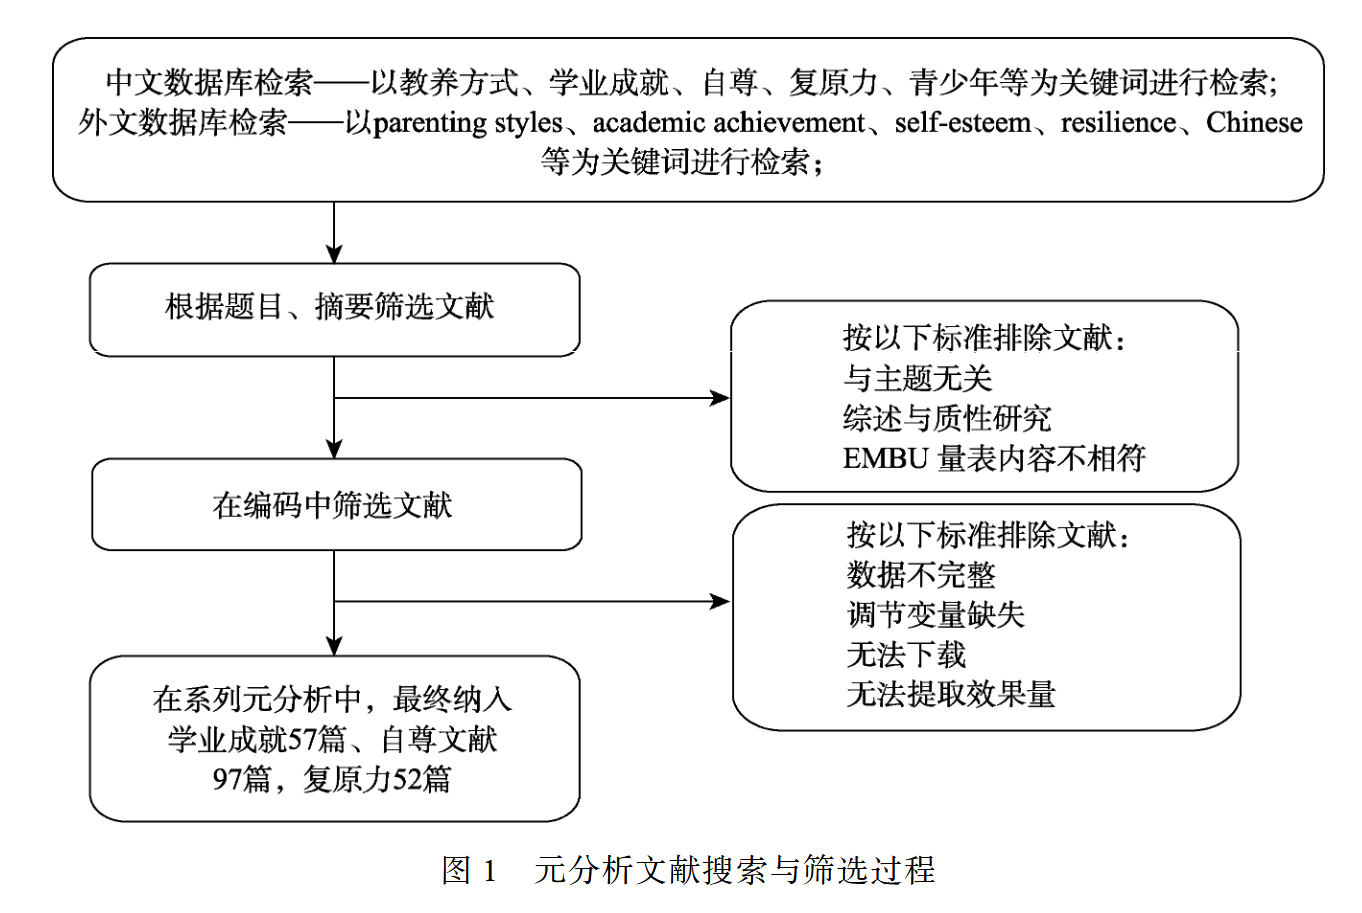 中文数据库检索——以教养方式、学业成就、自尊、复原力、青少年等为关键词进行检索;
外文数据库检索——以parenting styles、academic achievement、self-esteem、resilience、Chinese
等为关键词进行检索；
根据题目、摘要筛选文献
按以下标准排除文献：
与主题无关
综述与质性研究
EMBU 量表内容不相符
在编码中筛选文献
按以下标准排除文献：
数据不完整
调节变量缺失
无法下载
无法提取效果量
在系列元分析中，最终纳入
学业成就57篇、自尊文献
97篇，复原力52篇
图 1 元分析文献搜索与筛选过程